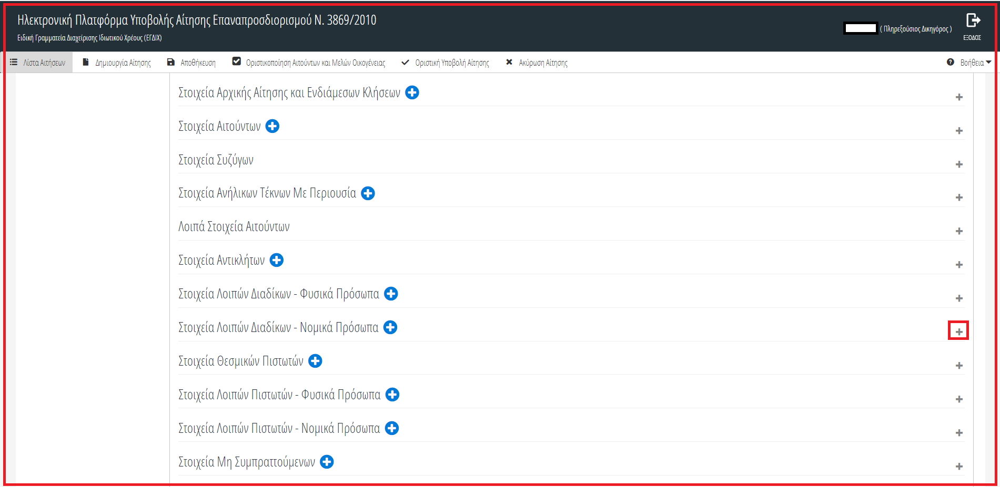 Ηλεκτρονική Πλατφόρμα Υποβολής Αίτησης Επαναπροσδιορισμού Ν. 3869/2010
Ειδική Γραμματεία Διαχείρισης Ιδιωτικού Χρέους (ΕΓΔΙΧ)
( Πληρεξούσιος Δικηγόρος )
ΕΞΟΔΟΣ
Λίστα Αιτήσεων Δημιουργία Αίτησης Αποθήκευση Οριστικοποίηση Αιτούντων και Μελών Οικογένειας Οριστική Υποβολή Αίτησης Ακύρωση Αίτησης Βοήθεια
Στοιχεία Αρχικής Αίτησης και Ενδιάμεσων Κλήσεων
Στοιχεία Αιτούντων
Στοιχεία Συζύγων
Στοιχεία Ανήλικων Τέκνων Με Περιουσία
Λοιπά Στοιχεία Αιτούντων
Στοιχεία Αντικλήτων
Στοιχεία Λοιπών Διαδίκων - Φυσικά Πρόσωπα
Στοιχεία Λοιπών Διαδίκων - Νομικά Πρόσωπα
Στοιχεία Θεσμικών Πιστωτών
Στοιχεία Λοιπών Πιστωτών - Φυσικά Πρόσωπα
Στοιχεία Λοιπών Πιστωτών - Νομικά Πρόσωπα
Στοιχεία Μη Συμπραττούμενων